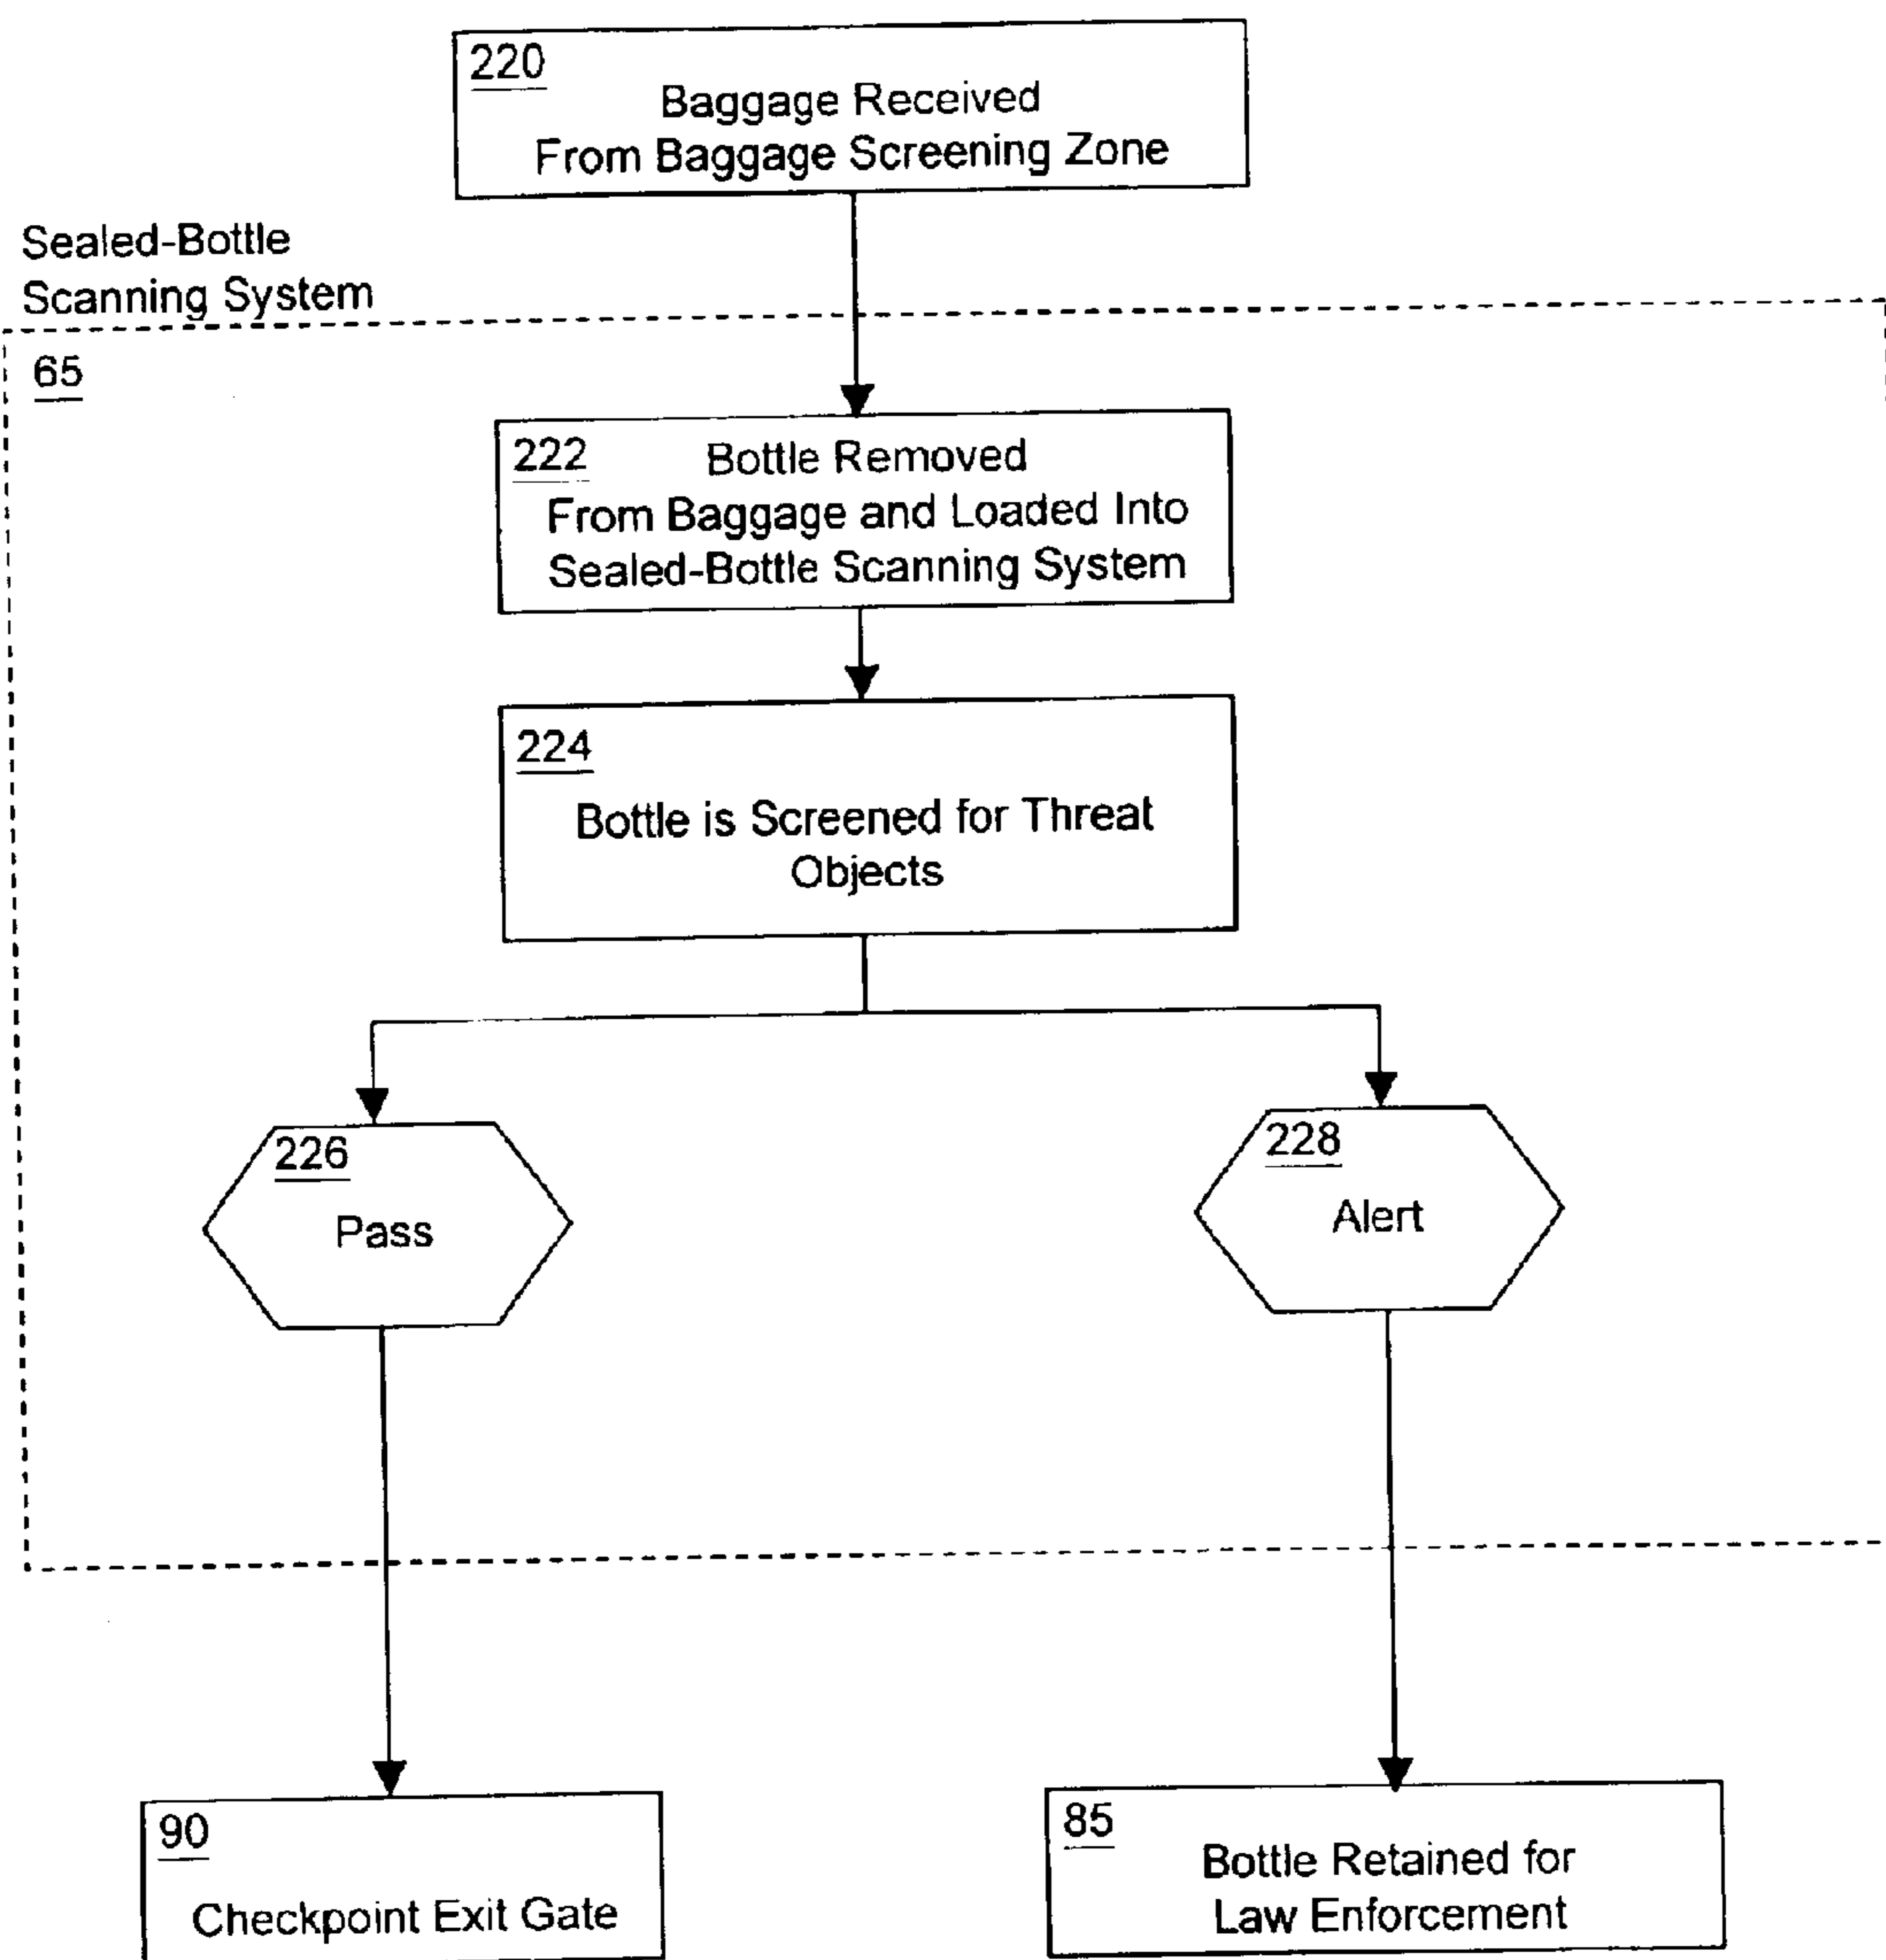 220
Baggage Received
From Baggage Screening Zone
Sealed-Bottle
Scanning System
65
222 Bottle Removed
From Baggage and Loaded Into
Sealed-Bottle Scanning System
224
Bottle is Screened for Threat
Objects
226
Pass
228
Alert
90
Checkpoint Exit Gate
85
Bottle Retained for
Law Enforcement